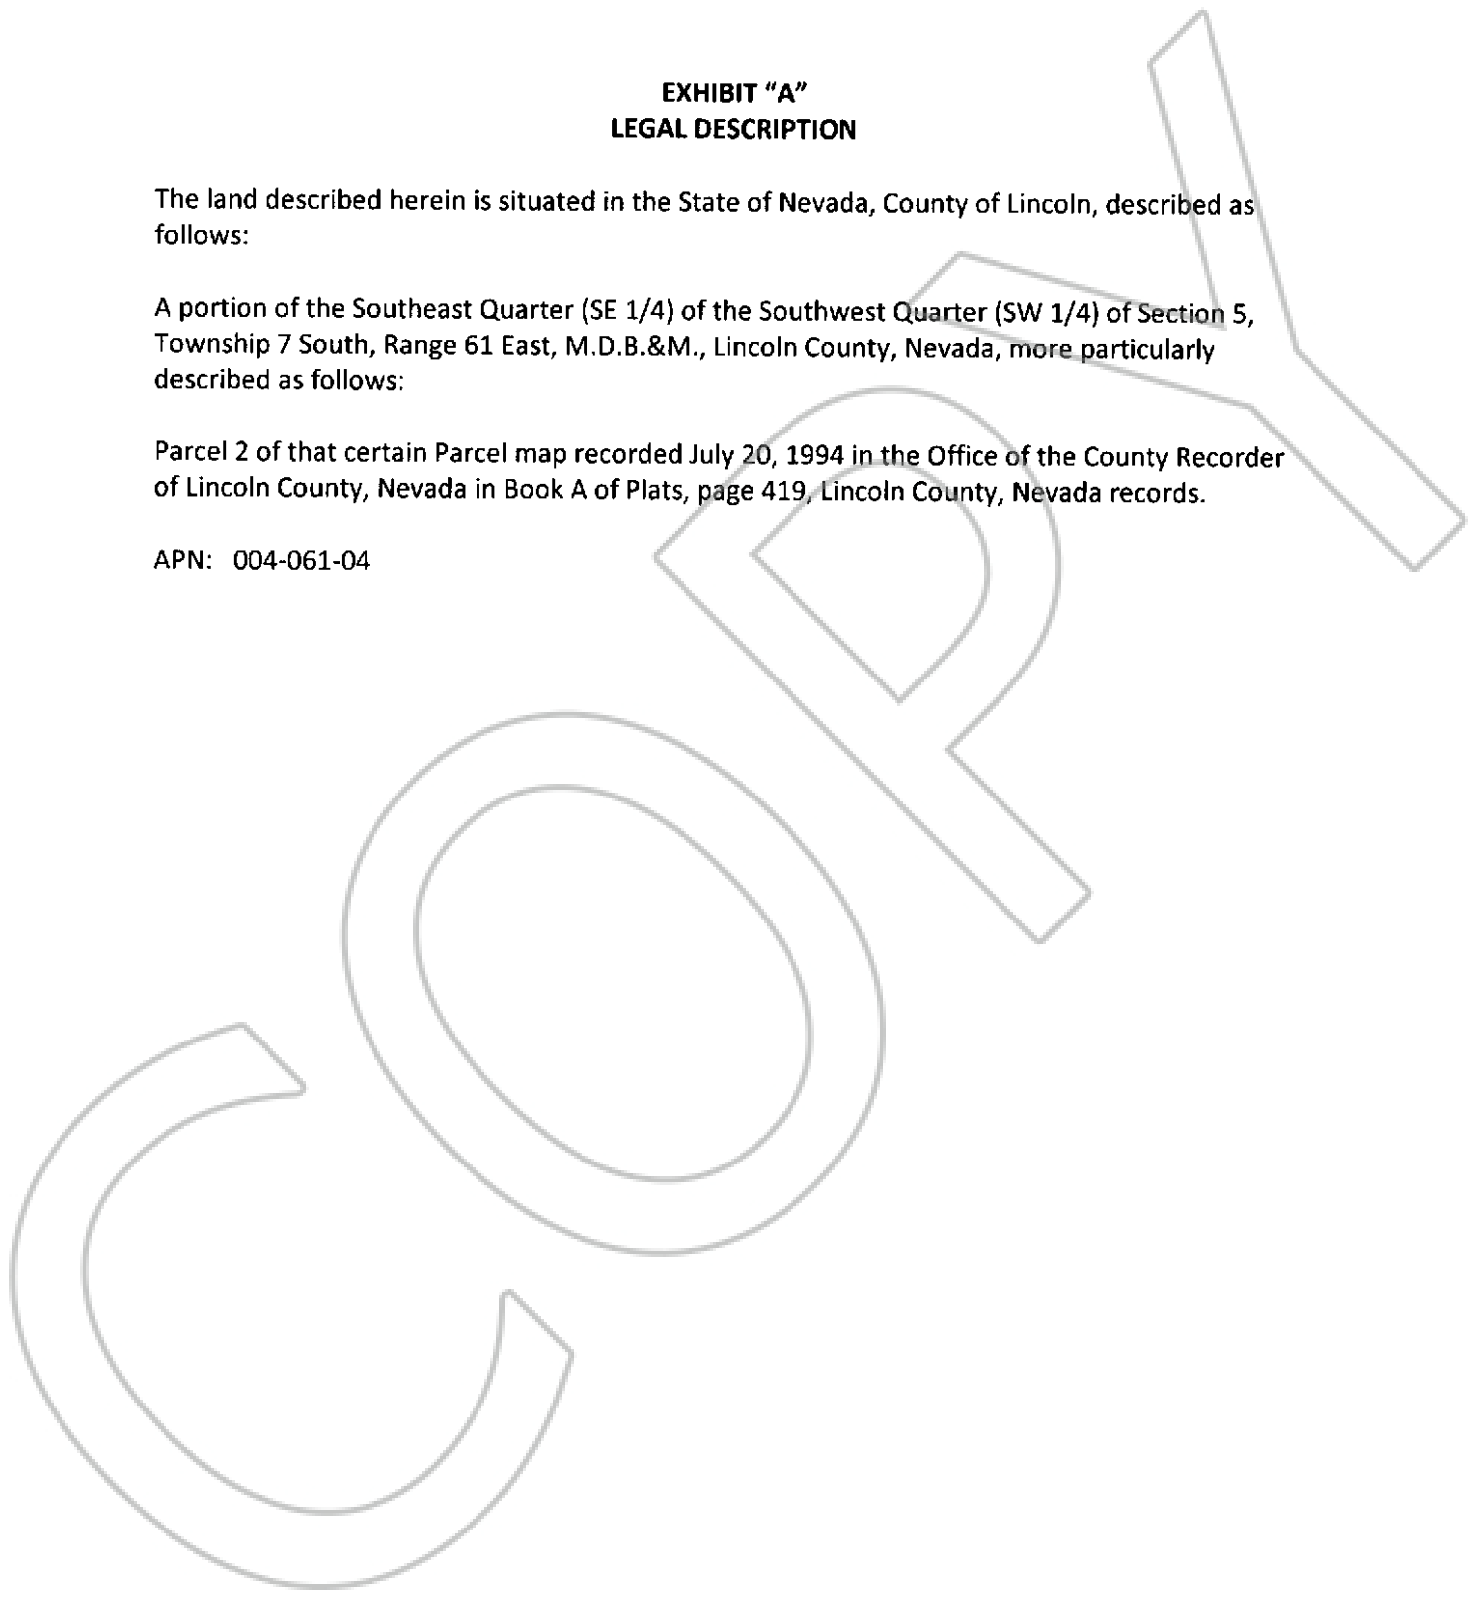 EXHIBIT “A”
LEGAL DESCRIPTION
The land described herein is situated in the State of Nevada, County of Lincoln, described as
follows:
A portion of the Southeast Quarter (SE 1/4) of the Southwest Quarter (SW 1/4) of Section 5,
Township 7 South, Range 61 East, M.D.B.&M., Lincoln County, Nevada, more particularly
described as follows:
Parcel 2 of that certain Parcel map recorded July 20, 1994 in the Office of the County Recorder
of Lincoln County, Nevada in Book A of Plats, page 419, Lincoln County, Nevada records.
APN: 004-061-04
COPY